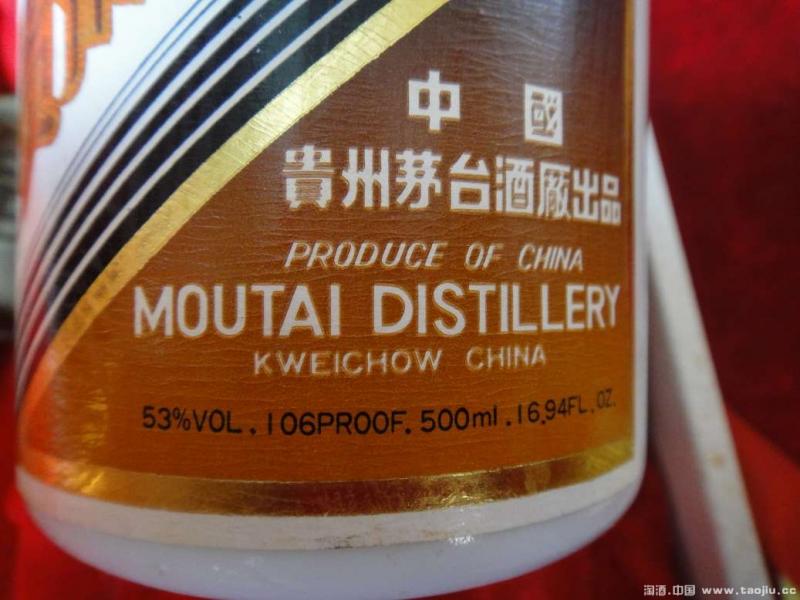 中國
貴州茅台酒厰出品
PRODUCE OF CHINA
MOUTAI DISTILLERY
KWEICHOW CHINA
53%VOL. 106PROOF. 500ml. 16.94FL. OZ.
淘酒.中国 www.taojiu.cc